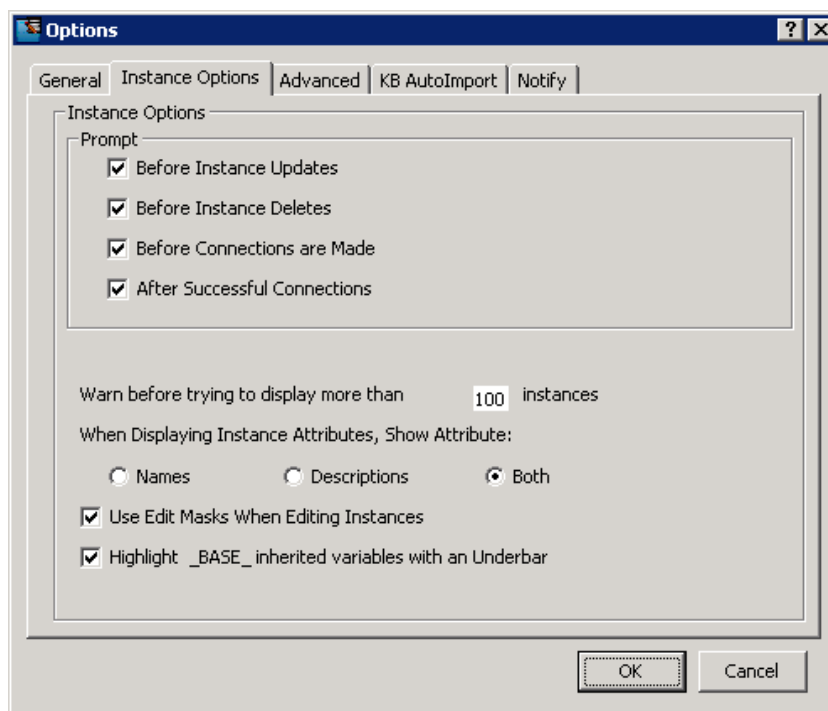 Options
General Instance Options Advanced KB AutoImport Notify
Instance Options
Prompt
Before Instance Updates
Before Instance Deletes
Before Connections are Made
After Successful Connections
Warn before trying to display more than 100 instances
When Displaying Instance Attributes, Show Attribute:
Names Descriptions Both
Use Edit Masks When Editing Instances
Highlight _BASE_ inherited variables with an Underbar
OK Cancel